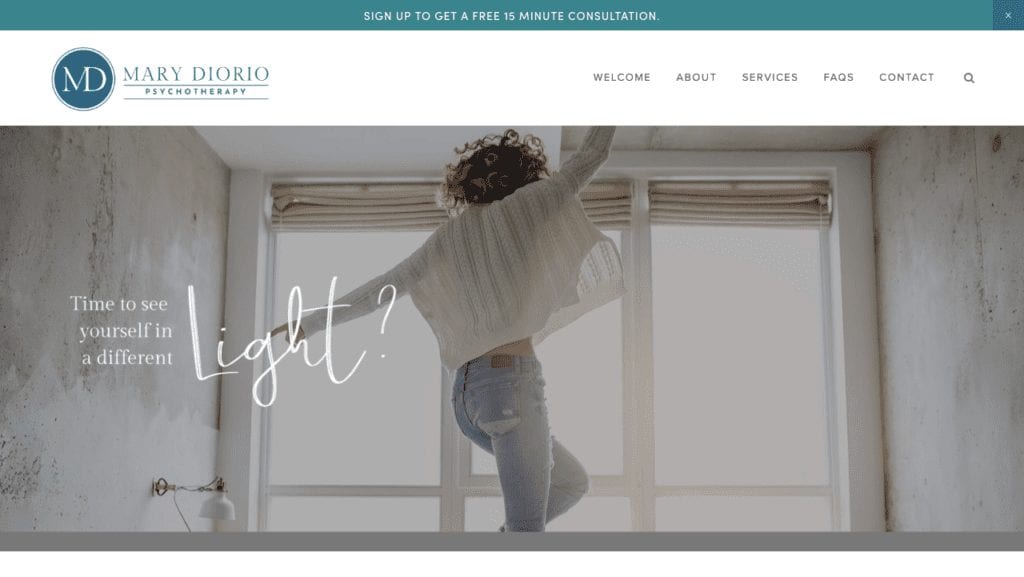 SIGN UP TO GET A FREE 15 MINUTE CONSULTATION.
×
MD
MARY DIORIO
PSYCHOTHERAPY
WELCOME ABOUT SERVICES FAQS CONTACT
Time to see
yourself in
a different
Light?